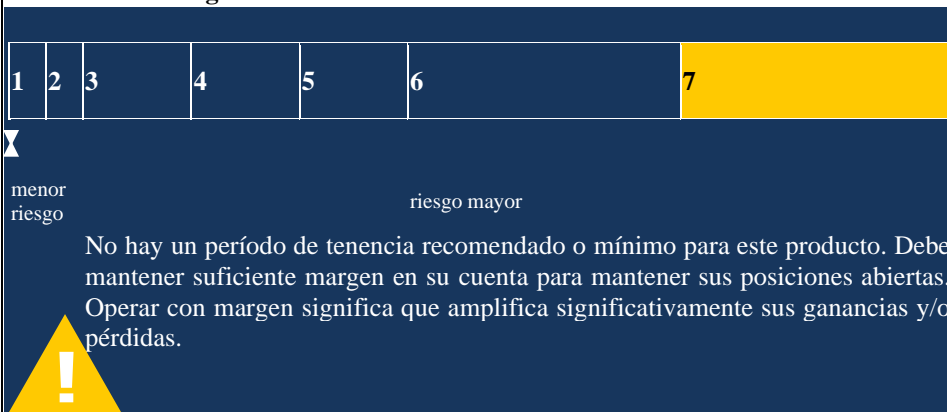 1 2 3 4 5 6 7
menor
riesgo
riesgo mayor
No hay un período de tenencia recomendado o mínimo para este producto. Debe
mantener suficiente margen en su cuenta para mantener sus posiciones abiertas.
Operar con margen significa que amplifica significativamente sus ganancias y/o
pérdidas.
!